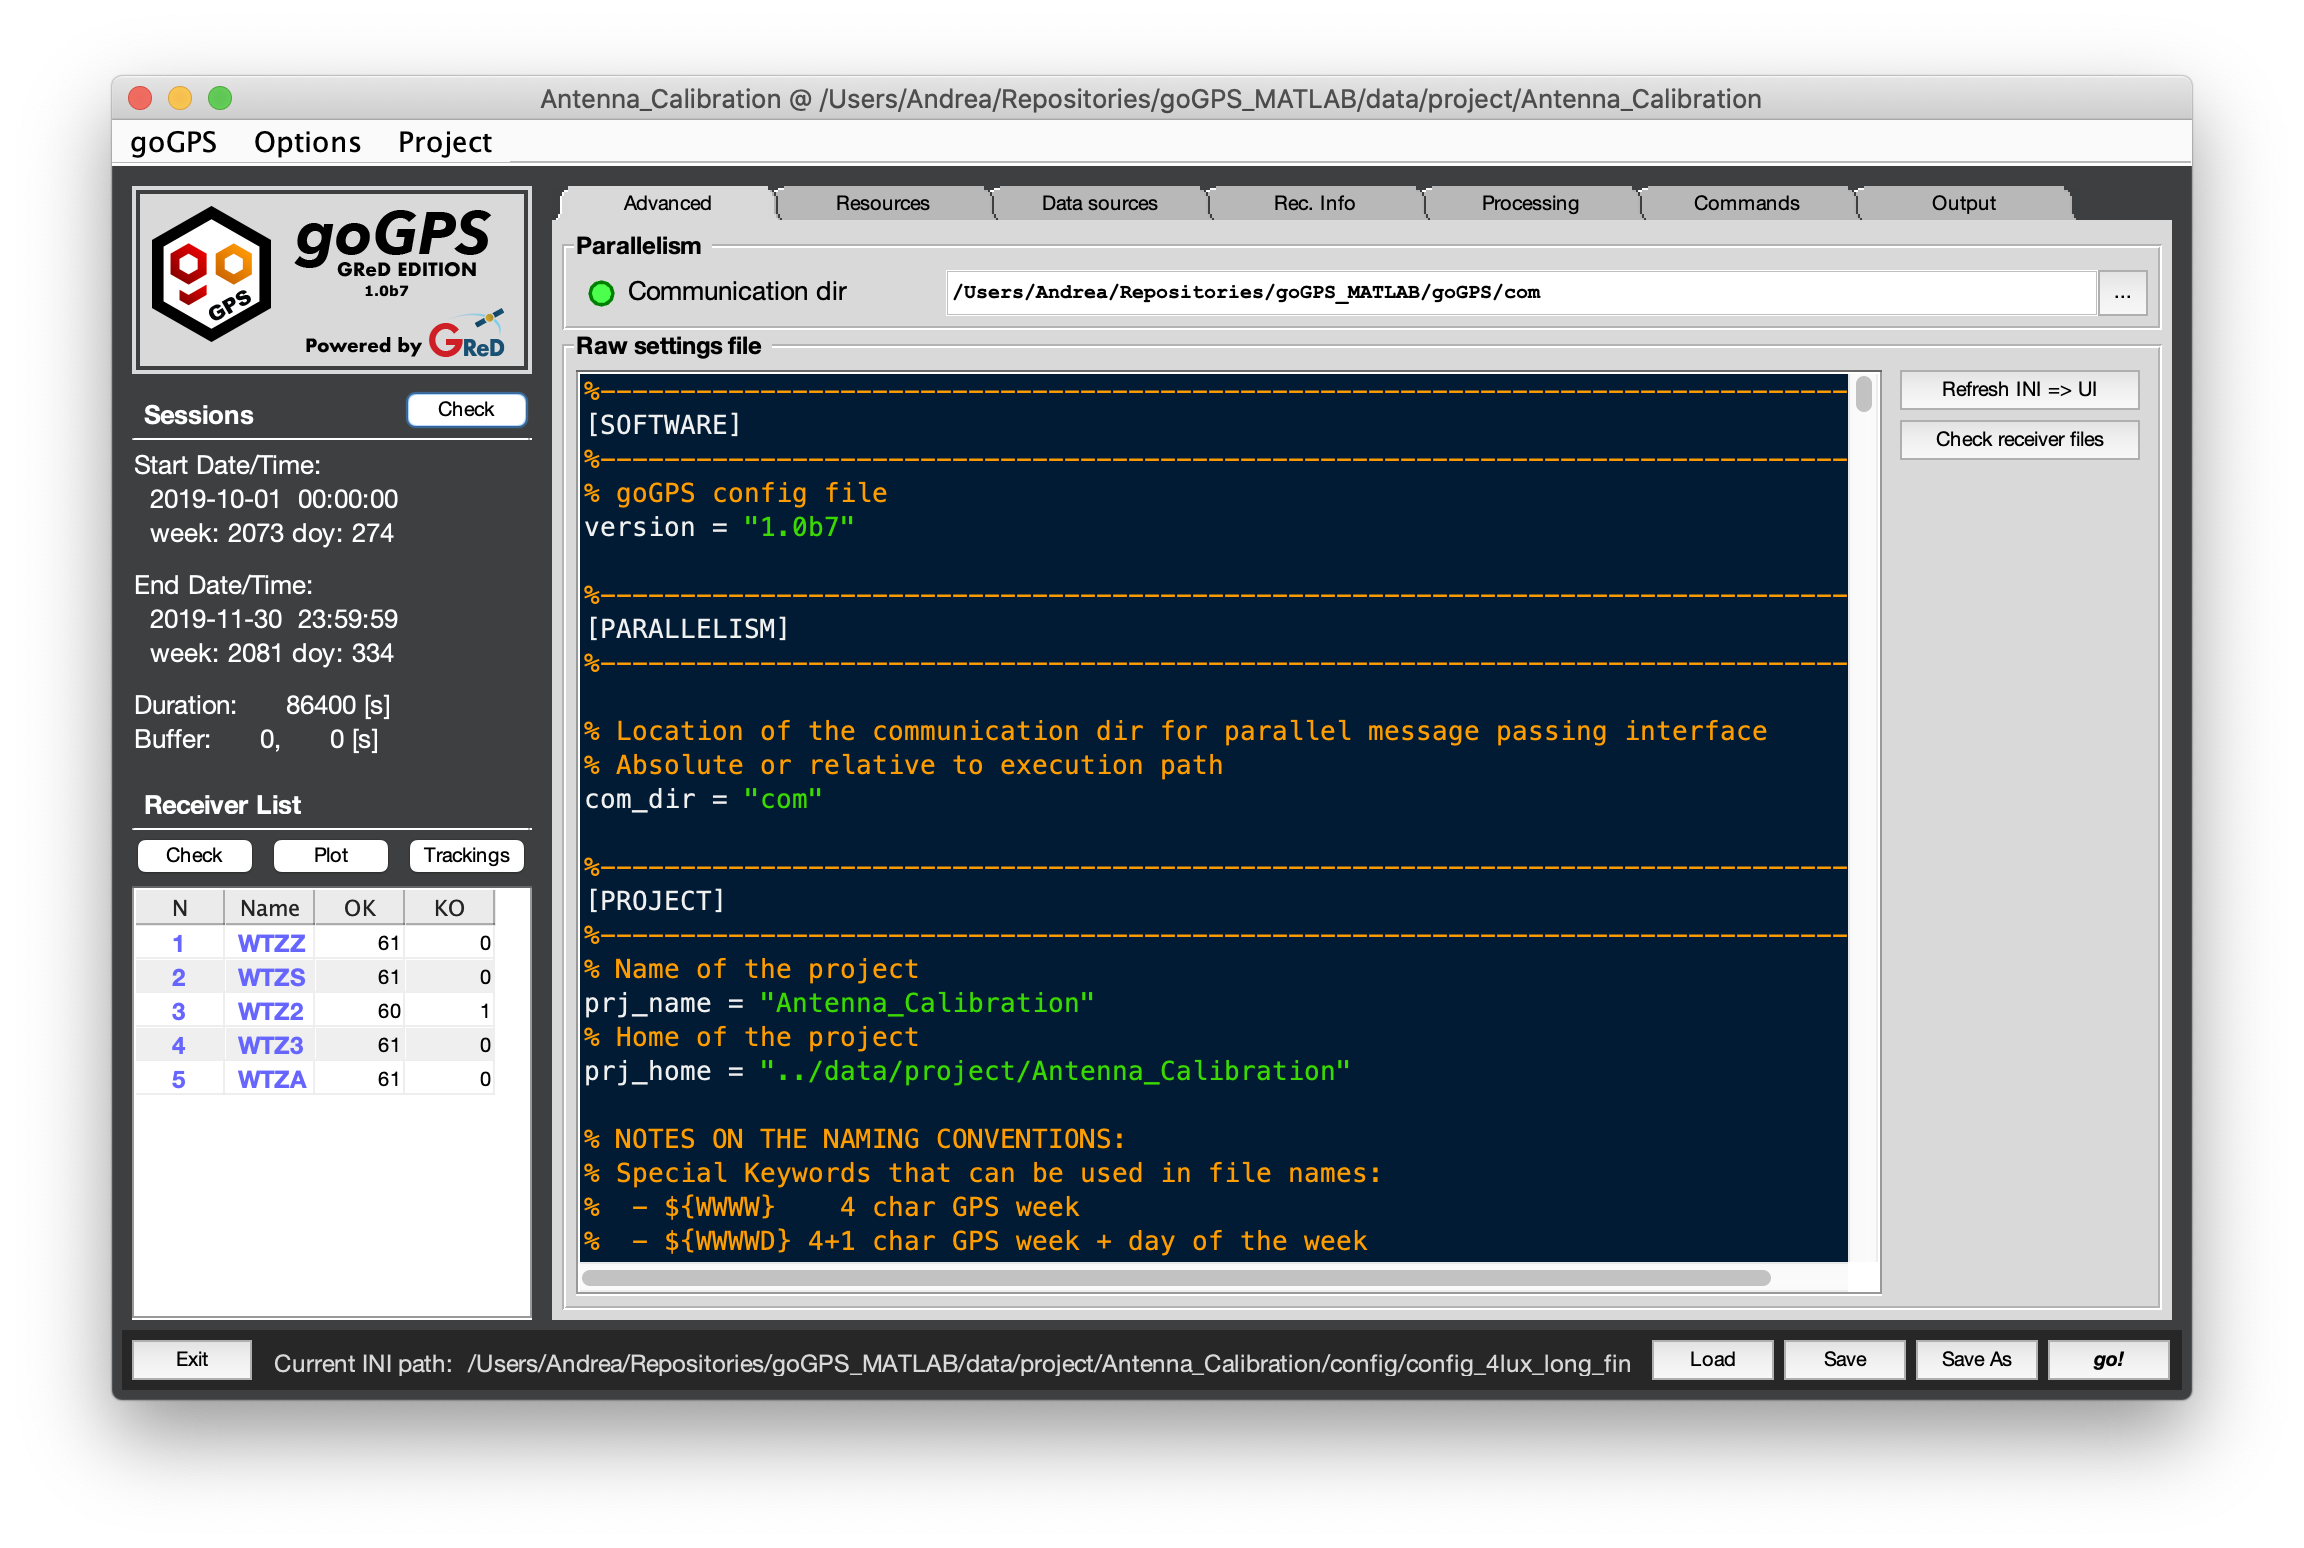 Antenna_Calibration @ /Users/Andrea/Repositories/goGPS_MATLAB/data/project/Antenna_Calibration
goGPS Options Project
go GPS
goGPS
GReD EDITION
1.0b7
Powered by GReD
Sessions Check
Start Date/Time:
2019-10-01 00:00:00
week: 2073 doy: 274
End Date/Time:
2019-11-30 23:59:59
week: 2081 doy: 334
Duration: 86400 [s]
Buffer: 0, 0 [s]
Receiver List
Check Plot Trackings
N Name OK KO
1 WTZZ 61 0
2 WTZS 61 0
3 WTZ2 60 1
4 WTZ3 61 0
5 WTZA 61 0
Advanced Resources Data sources Rec. Info Processing Commands Output
Parallelism
Communication dir /Users/Andrea/Repositories/goGPS_MATLAB/goGPS/com ...
Raw settings file
%------------------------------------------------------------------------------
[SOFTWARE]
%------------------------------------------------------------------------------
% goGPS config file
version = "1.0b7"
%------------------------------------------------------------------------------
[PARALLELISM]
%------------------------------------------------------------------------------
% Location of the communication dir for parallel message passing interface
% Absolute or relative to execution path
com_dir = "com"
%------------------------------------------------------------------------------
[PROJECT]
%------------------------------------------------------------------------------
% Name of the project
prj_name = "Antenna_Calibration"
% Home of the project
prj_home = "../data/project/Antenna_Calibration"
% NOTES ON THE NAMING CONVENTIONS:
% Special Keywords that can be used in file names:
%  - ${WWWW}    4 char GPS week
%  - ${WWWWD} 4+1 char GPS week + day of the week
Refresh INI => UI
Check receiver files
Exit Current INI path: /Users/Andrea/Repositories/goGPS_MATLAB/data/project/Antenna_Calibration/config/config_4lux_long_fin Load Save Save As go!